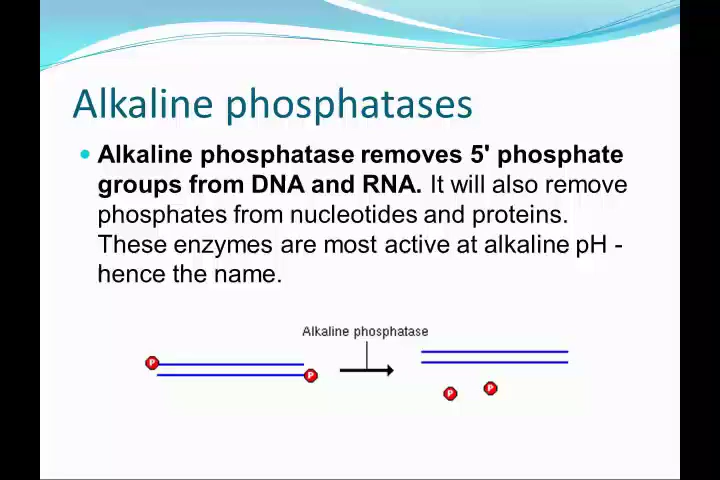 Alkaline phosphatases
• Alkaline phosphatase removes 5' phosphate
groups from DNA and RNA. It will also remove
phosphates from nucleotides and proteins.
These enzymes are most active at alkaline pH -
hence the name.
Alkaline phosphatase
P
P
P
P